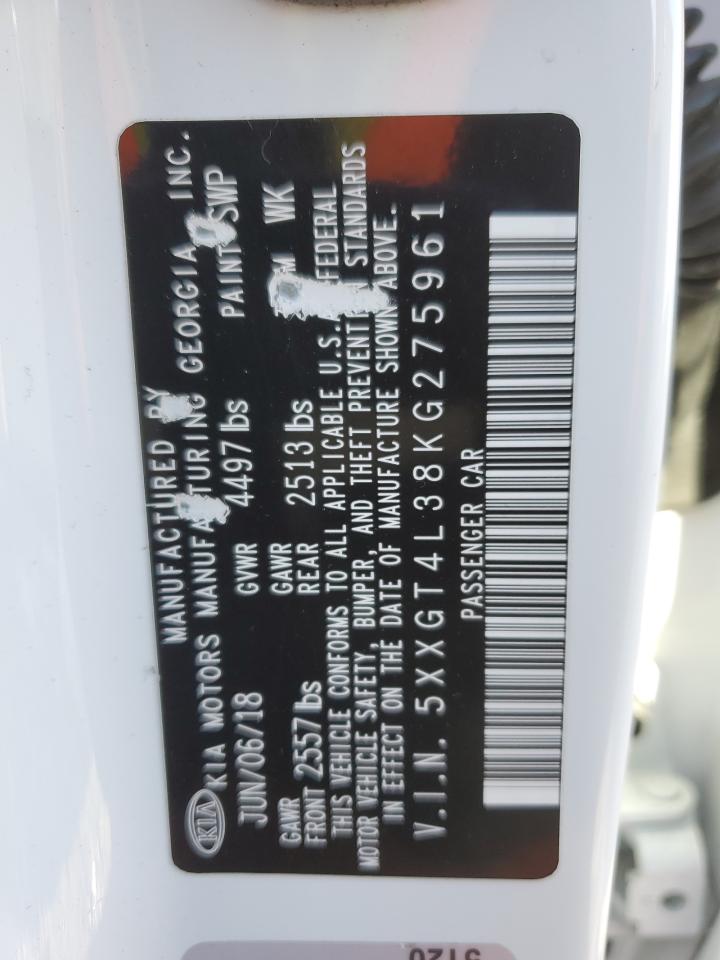 MANUFACTURED BY
KIA KIA MOTORS MANUFACTURING GEORGIA, INC.
JUN/06/18 GVWR 4497 lbs PAINT SWP
GAWR FRONT 2557 lbs GAWR REAR 2513 lbs WK
THIS VEHICLE CONFORMS TO ALL APPLICABLE U.S. FEDERAL
MOTOR VEHICLE SAFETY, BUMPER, AND THEFT PREVENTION STANDARDS
IN EFFECT ON THE DATE OF MANUFACTURE SHOWN ABOVE.
V.I.N. 5XXGT4L38KG275961
PASSENGER CAR
5120